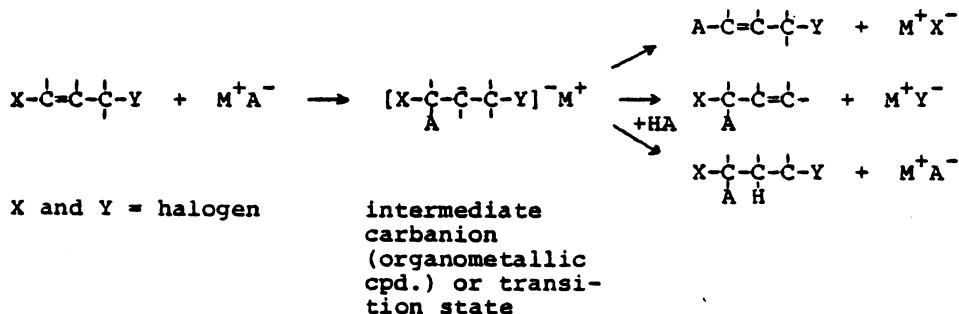 A-C=C-C-Y + M⁺X⁻
X-C=C-C-Y + M⁺A⁻ → [X-C-C-C-Y]⁻M⁺ → X-C-C=C- + M⁺Y⁻
A +HA A
X-C-C-C-Y + M⁺A⁻
A H
X and Y = halogen intermediate
carbanion
(organometallic
cpd.) or transi-
tion state